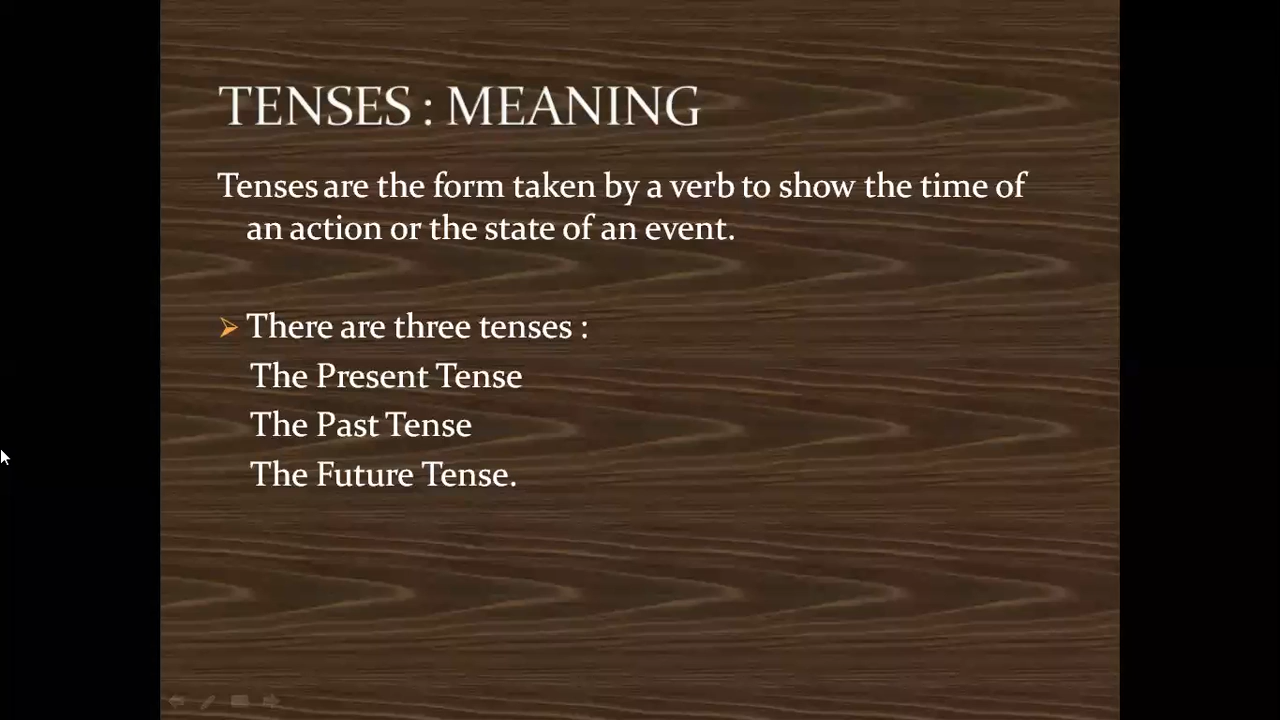 TENSES : MEANING
Tenses are the form taken by a verb to show the time of
an action or the state of an event.
There are three tenses :
The Present Tense
The Past Tense
The Future Tense.